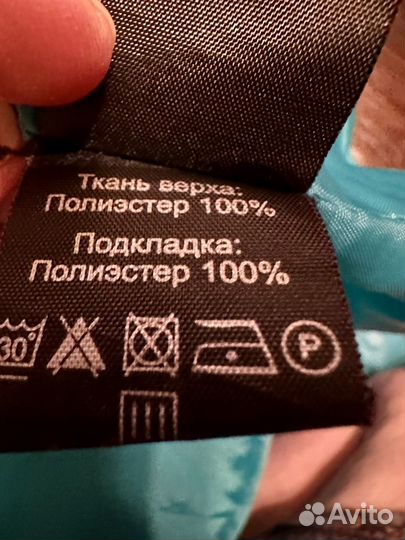 Ткань верха:
Полиэстер 100%
Подкладка:
Полиэстер 100%
30°
P
Avito